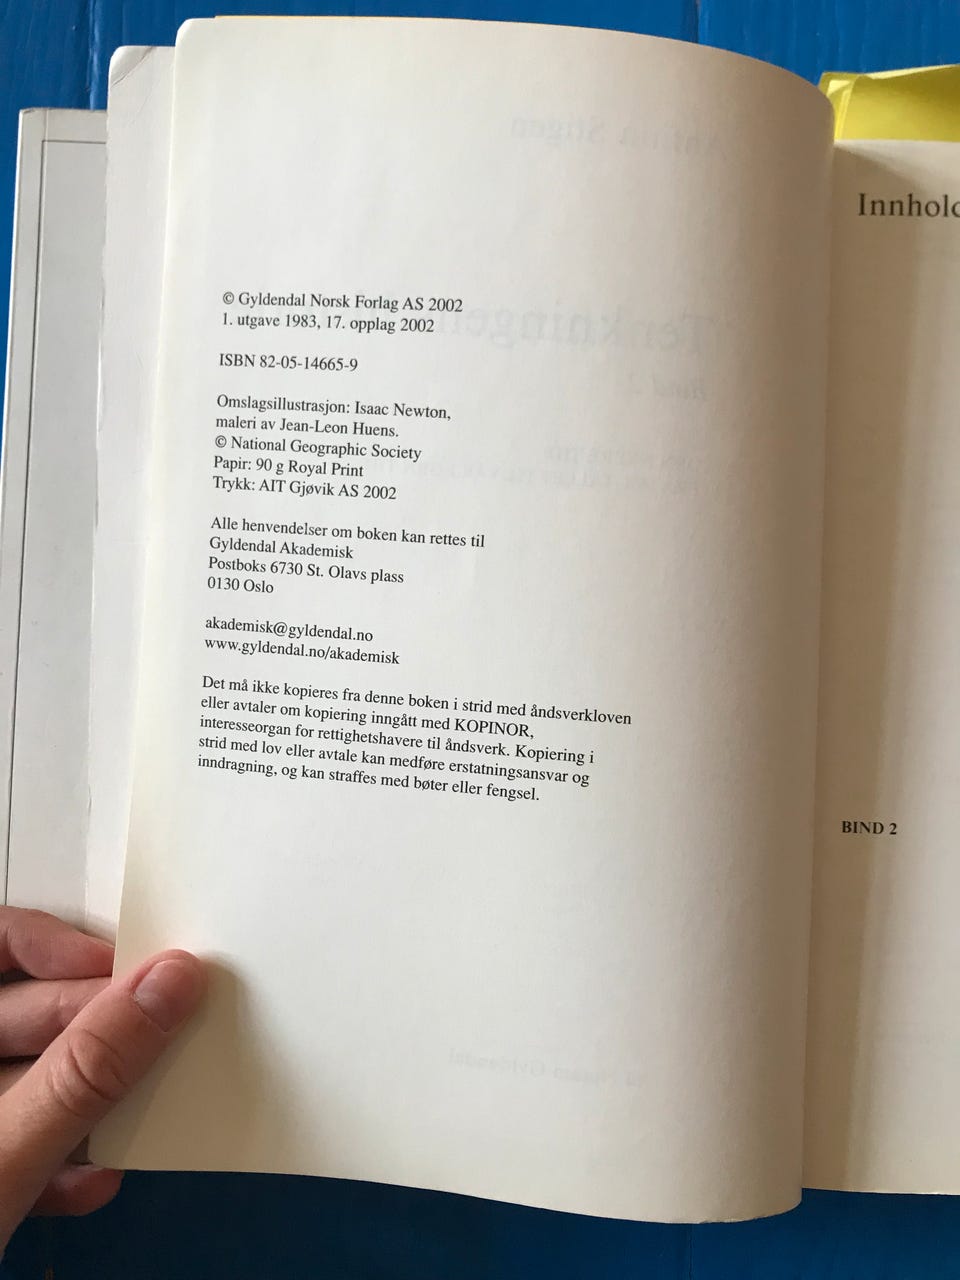 © Gyldendal Norsk Forlag AS 2002
1. utgave 1983, 17. opplag 2002
ISBN 82-05-14665-9
Omslagsillustrasjon: Isaac Newton,
maleri av Jean-Leon Huens.
© National Geographic Society
Papir: 90 g Royal Print
Trykk: AIT Gjøvik AS 2002
Alle henvendelser om boken kan rettes til
Gyldendal Akademisk
Postboks 6730 St. Olavs plass
0130 Oslo
akademisk@gyldendal.no
www.gyldendal.no/akademisk
Det må ikke kopieres fra denne boken i strid med åndsverkloven
eller avtaler om kopiering inngått med KOPINOR,
interesseorgan for rettighetshavere til åndsverk. Kopiering i
strid med lov eller avtale kan medføre erstatningsansvar og
inndragning, og kan straffes med bøter eller fengsel.
BIND 2